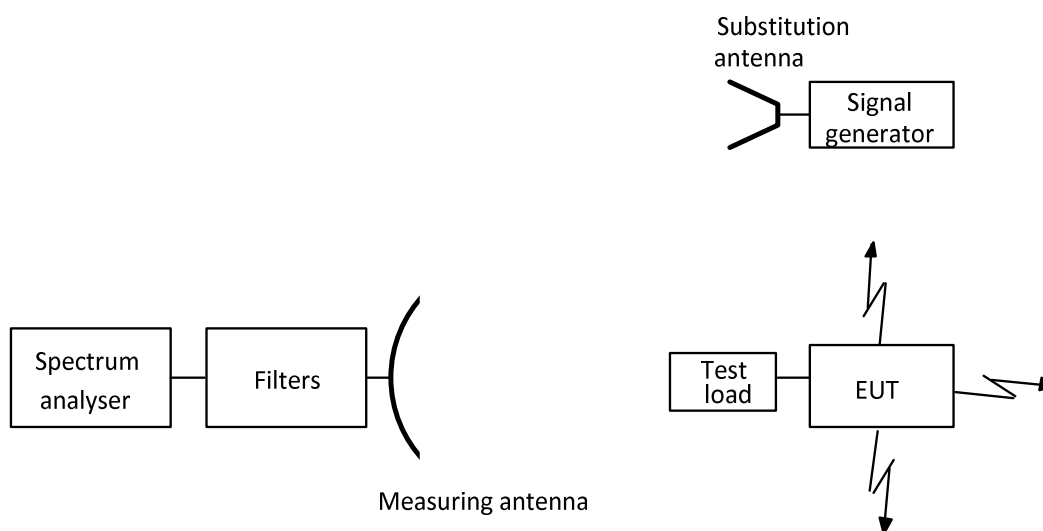 Substitution
antenna
Signal
generator
Spectrum
analyser
Filters
Test
load
EUT
Measuring antenna